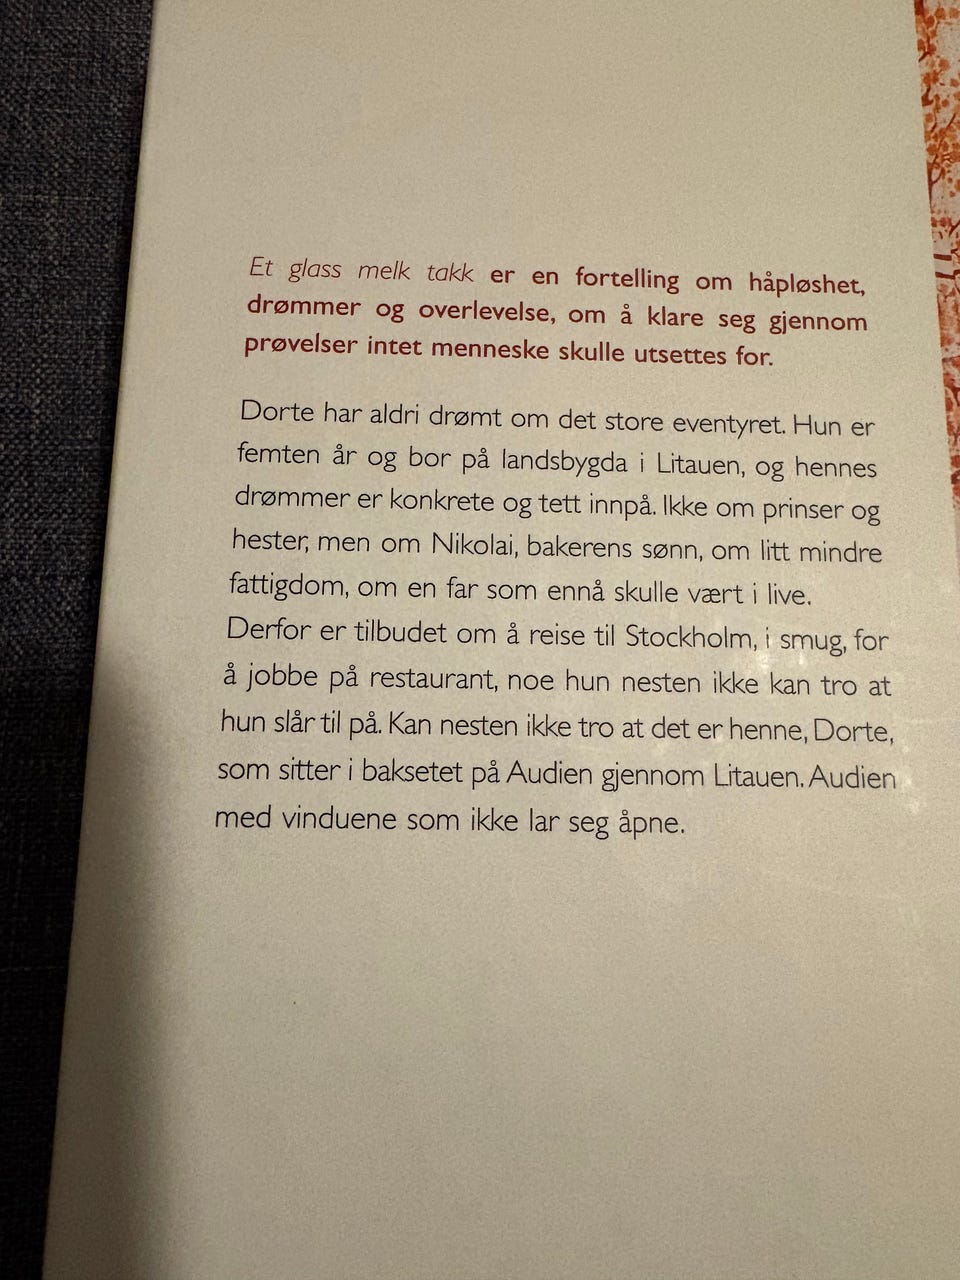 Et glass melk takk er en fortelling om håpløshet,
drømmer og overlevelse, om å klare seg gjennom
prøvelser intet menneske skulle utsettes for.
Dorte har aldri drømt om det store eventyret. Hun er
femten år og bor på landsbygda i Litauen, og hennes
drømmer er konkrete og tett innpå. Ikke om prinser og
hester, men om Nikolai, bakerens sønn, om litt mindre
fattigdom, om en far som ennå skulle vært i live.
Derfor er tilbudet om å reise til Stockholm, i smug, for
å jobbe på restaurant, noe hun nesten ikke kan tro at
hun slår til på. Kan nesten ikke tro at det er henne, Dorte,
som sitter i baksetet på Audien gjennom Litauen. Audien
med vinduene som ikke lar seg åpne.